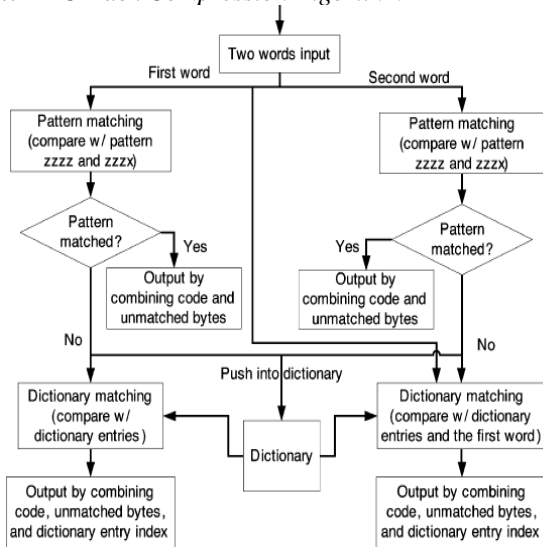 Compression
Two words input
First word
Second word
Pattern matching
(compare w/ pattern
zzzz and zzzx)
Pattern matching
(compare w/ pattern
zzzz and zzzx)
Pattern
matched?
Pattern
matched?
Yes
Yes
Output by
combining code and
unmatched bytes
Output by
combining code and
unmatched bytes
No
No
Push into dictionary
Dictionary matching
(compare w/
dictionary entries)
Dictionary
Dictionary matching
(compare w/ dictionary
entries and the first word)
Output by combining
code, unmatched bytes,
and dictionary entry index
Output by combining
code, unmatched bytes,
and dictionary entry index